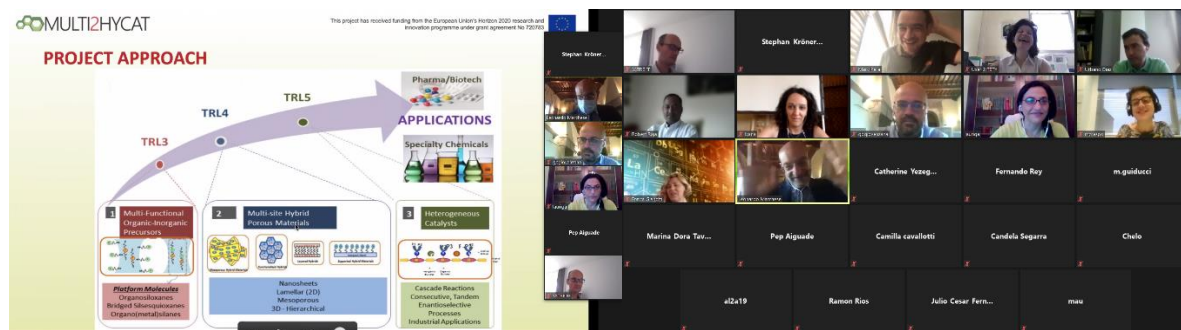 MULTI2HYCAT
This project has received funding from the European Union's Horizon 2020 research and
innovation programme under grant agreement No 720783
PROJECT APPROACH
Pharma/Biotech
TRL5
TRL4
APPLICATIONS
TRL3
Specialty Chemicals
1
Multi-Functional
Organic-Inorganic
Precursors
2
Multi-site Hybrid
Porous Materials
3
Heterogeneous
Catalysts
Platform Molecules
Organosiloxanes
Bridged Silsesquioxanes
Organo(metal)silanes
Nanosheets
Lamellar (2D)
Mesoporous
3D - Hierarchical
Cascade Reactions
Consecutive, Tandem
Enantioselective
Processes
Industrial Applications
Stephan Kröner...
Stephan Kröner...
Catherine Yezeg...
Fernando Rey
m.guiducci
Pep Aiguade
Marina Dora Tav...
Pep Aiguade
Camilla cavallotti
Candela Segarra
Chelo
al2a19
Ramon Rios
Julio Cesar Fern...
mau